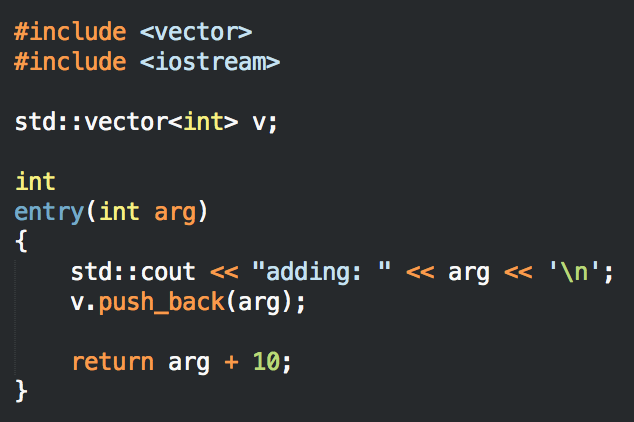 #include <vector>
#include <iostream>

std::vector<int> v;

int
entry(int arg)
{
    std::cout << "adding: " << arg << '\n';
    v.push_back(arg);

    return arg + 10;
}